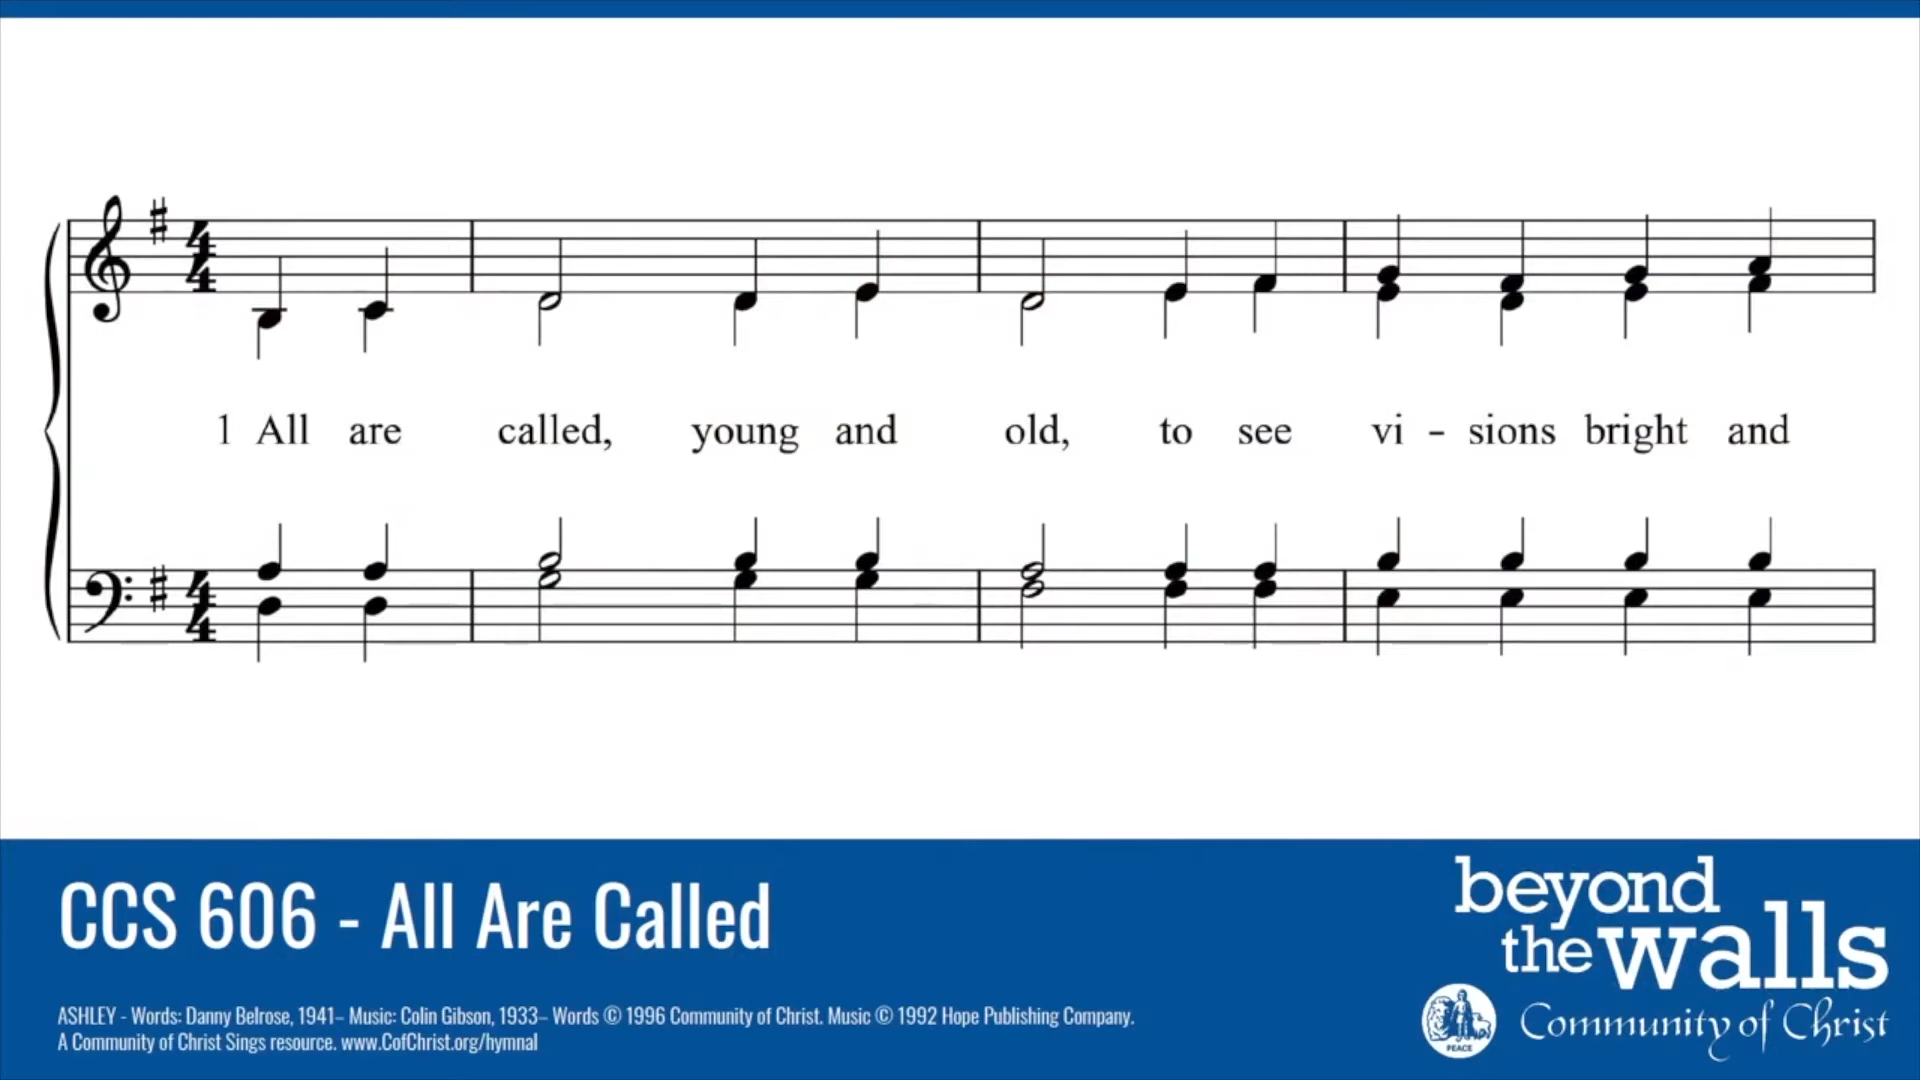 1 All are called, young and old, to see vi - sions bright and
CCS 606 - All Are Called
ASHLEY - Words: Danny Belrose, 1941– Music: Colin Gibson, 1933– Words © 1996 Community of Christ. Music © 1992 Hope Publishing Company.
A Community of Christ Sings resource. www.CofChrist.org/hymnal
beyond
the walls
Community of Christ
PEACE